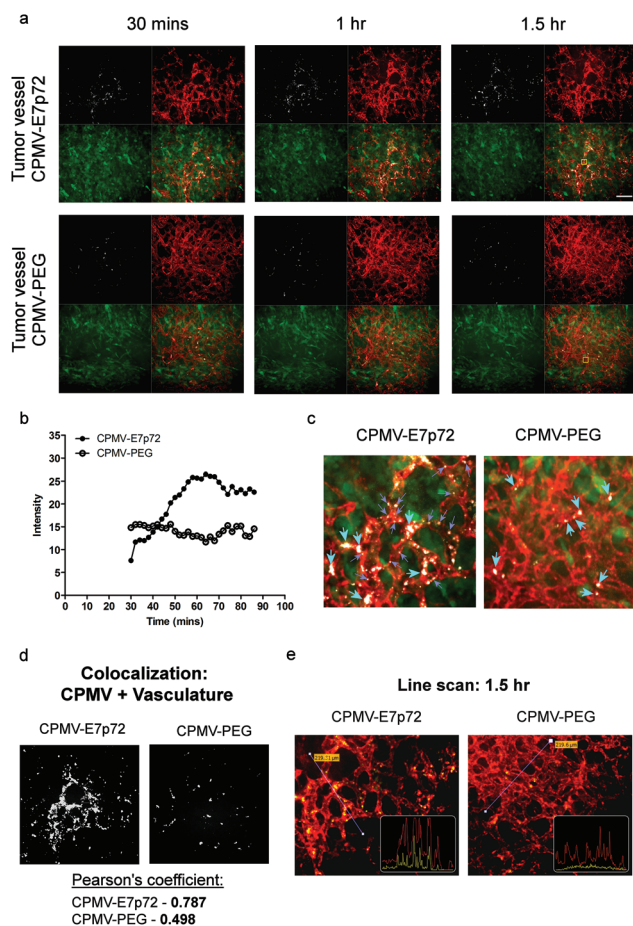 a
30 mins
1 hr
1.5 hr
Tumor vessel
CPMV-E7p72
Tumor vessel
CPMV-PEG
b
CPMV-E7p72
CPMV-PEG
Intensity
35
30
25
20
15
10
5
0
0 10 20 30 40 50 60 70 80 90 100
Time (mins)
c
CPMV-E7p72
CPMV-PEG
d
Colocalization:
CPMV + Vasculature
CPMV-E7p72
CPMV-PEG
Pearson's coefficient:
CPMV-E7p72 - 0.787
CPMV-PEG - 0.498
e
Line scan: 1.5 hr
CPMV-E7p72
CPMV-PEG